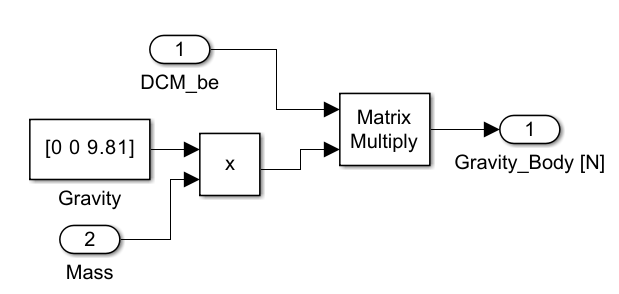 1
DCM_be
[0 0 9.81]
Gravity
x
Matrix
Multiply
1
Gravity_Body [N]
2
Mass